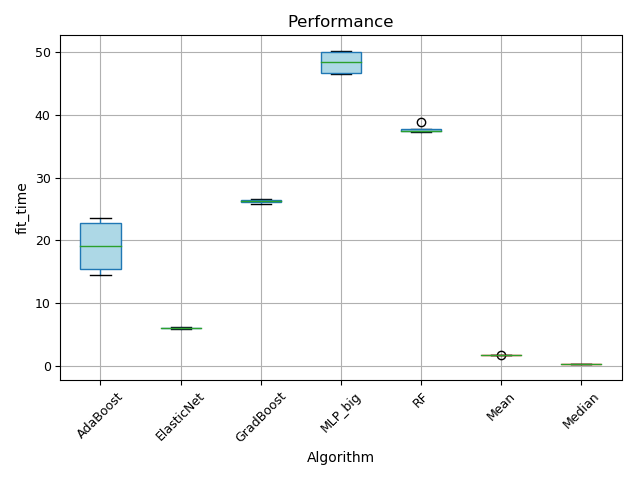 Performance
fit_time
50
40
30
20
10
0
AdaBoost
ElasticNet
GradBoost
MLP_big
RF
Mean
Median
Algorithm